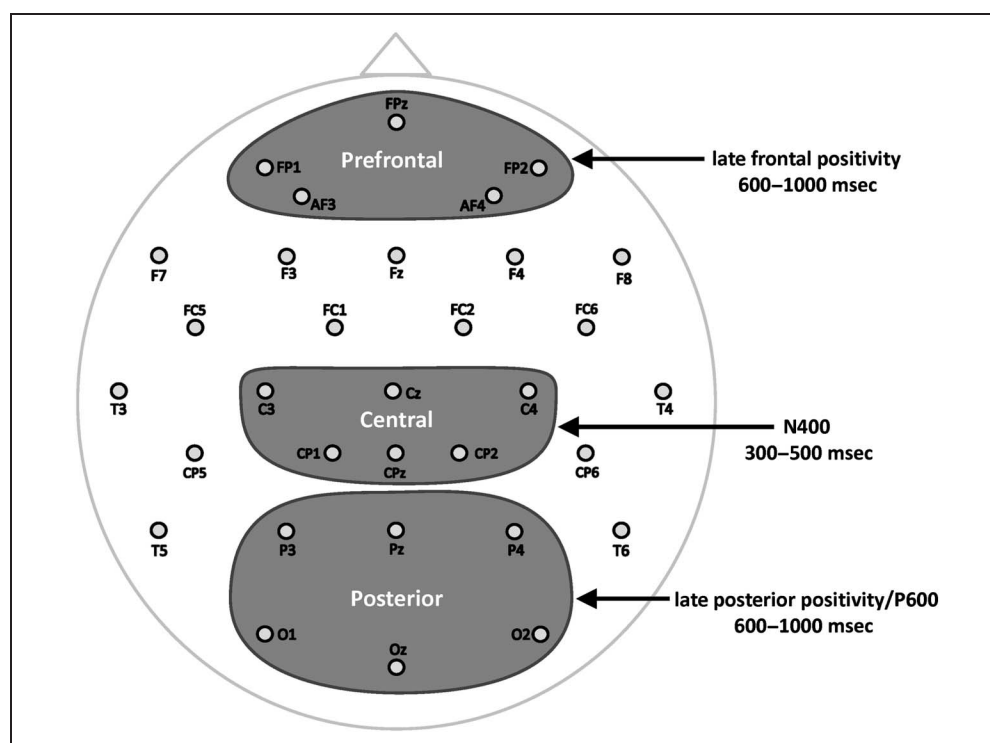 FPz
Prefrontal
FP1
FP2
AF3
AF4
late frontal positivity
600–1000 msec
F7
F3
Fz
F4
F8
FC5
FC1
FC2
FC6
T3
C3
Cz
C4
T4
Central
N400
300–500 msec
CP5
CP1
CPz
CP2
CP6
T5
P3
Pz
P4
T6
Posterior
late posterior positivity/P600
600–1000 msec
O1
O2
Oz